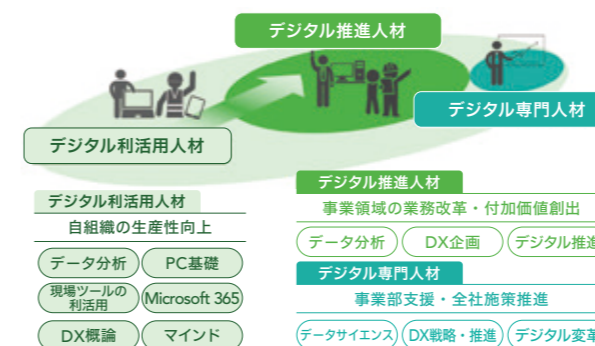 デジタル推進人材
デジタル専門人材
デジタル利活用人材
デジタル利活用人材
自組織の生産性向上
データ分析
PC基礎
現場ツールの
利活用
Microsoft 365
DX概論
マインド
デジタル推進人材
事業領域の業務改革・付加価値創出
データ分析
DX企画
デジタル推進
デジタル専門人材
事業部支援・全社施策推進
データサイエンス
DX戦略・推進
デジタル変革